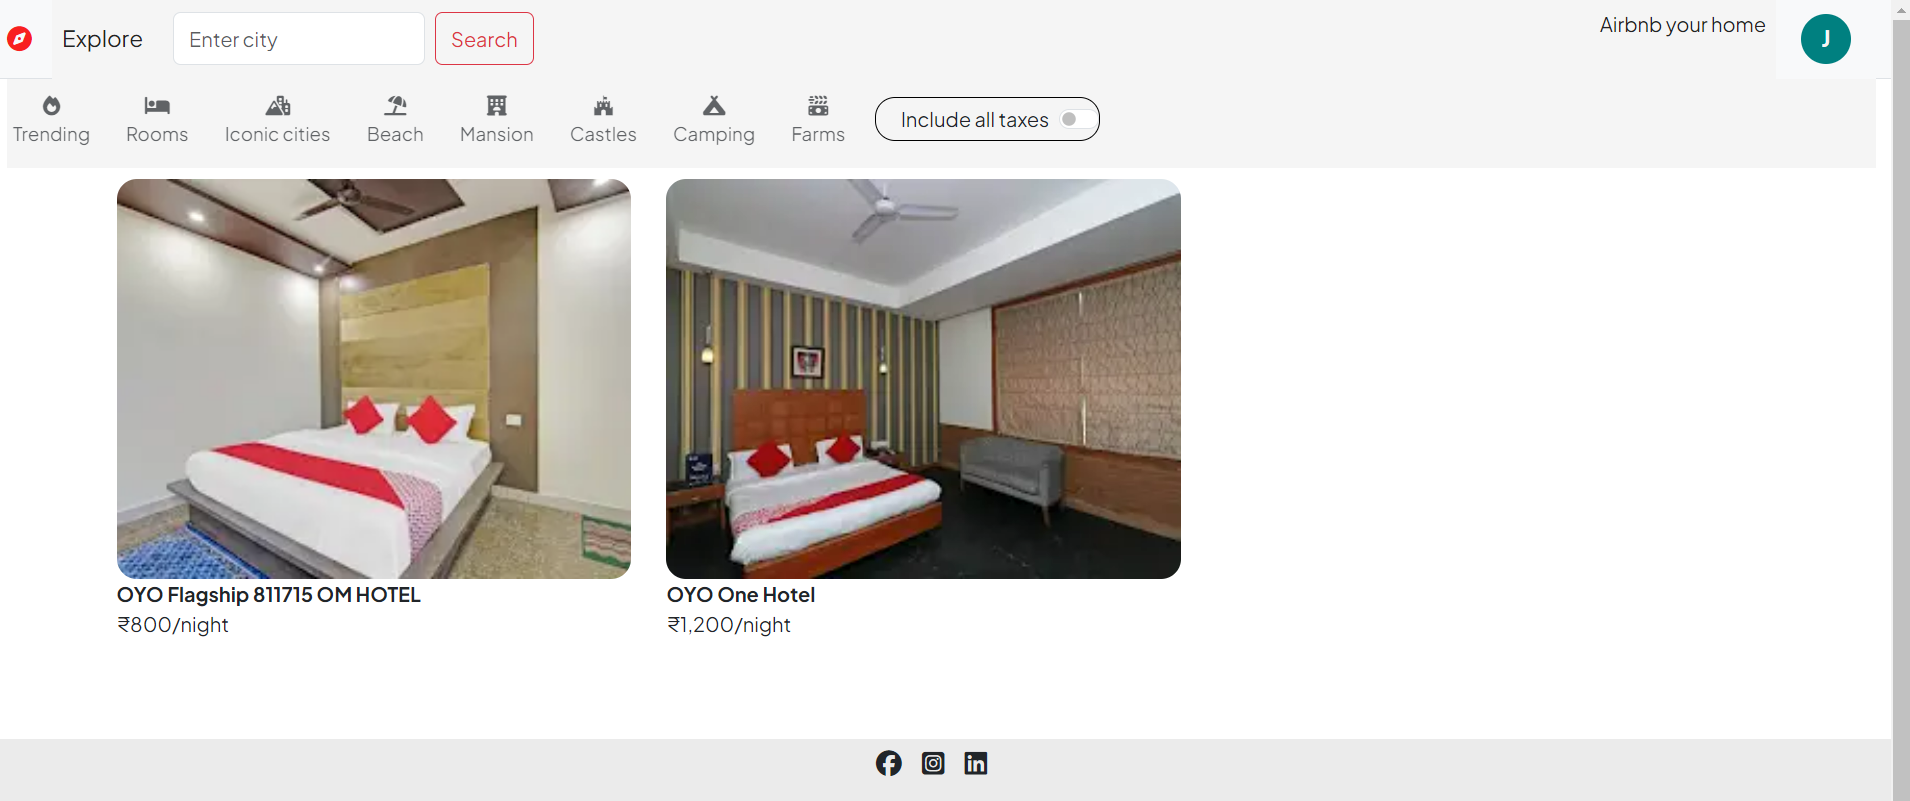 Explore
Enter city
Search
Airbnb your home
J
Trending
Rooms
Iconic cities
Beach
Mansion
Castles
Camping
Farms
Include all taxes
OYO Flagship 811715 OM HOTEL
₹800/night
OYO One Hotel
₹1,200/night